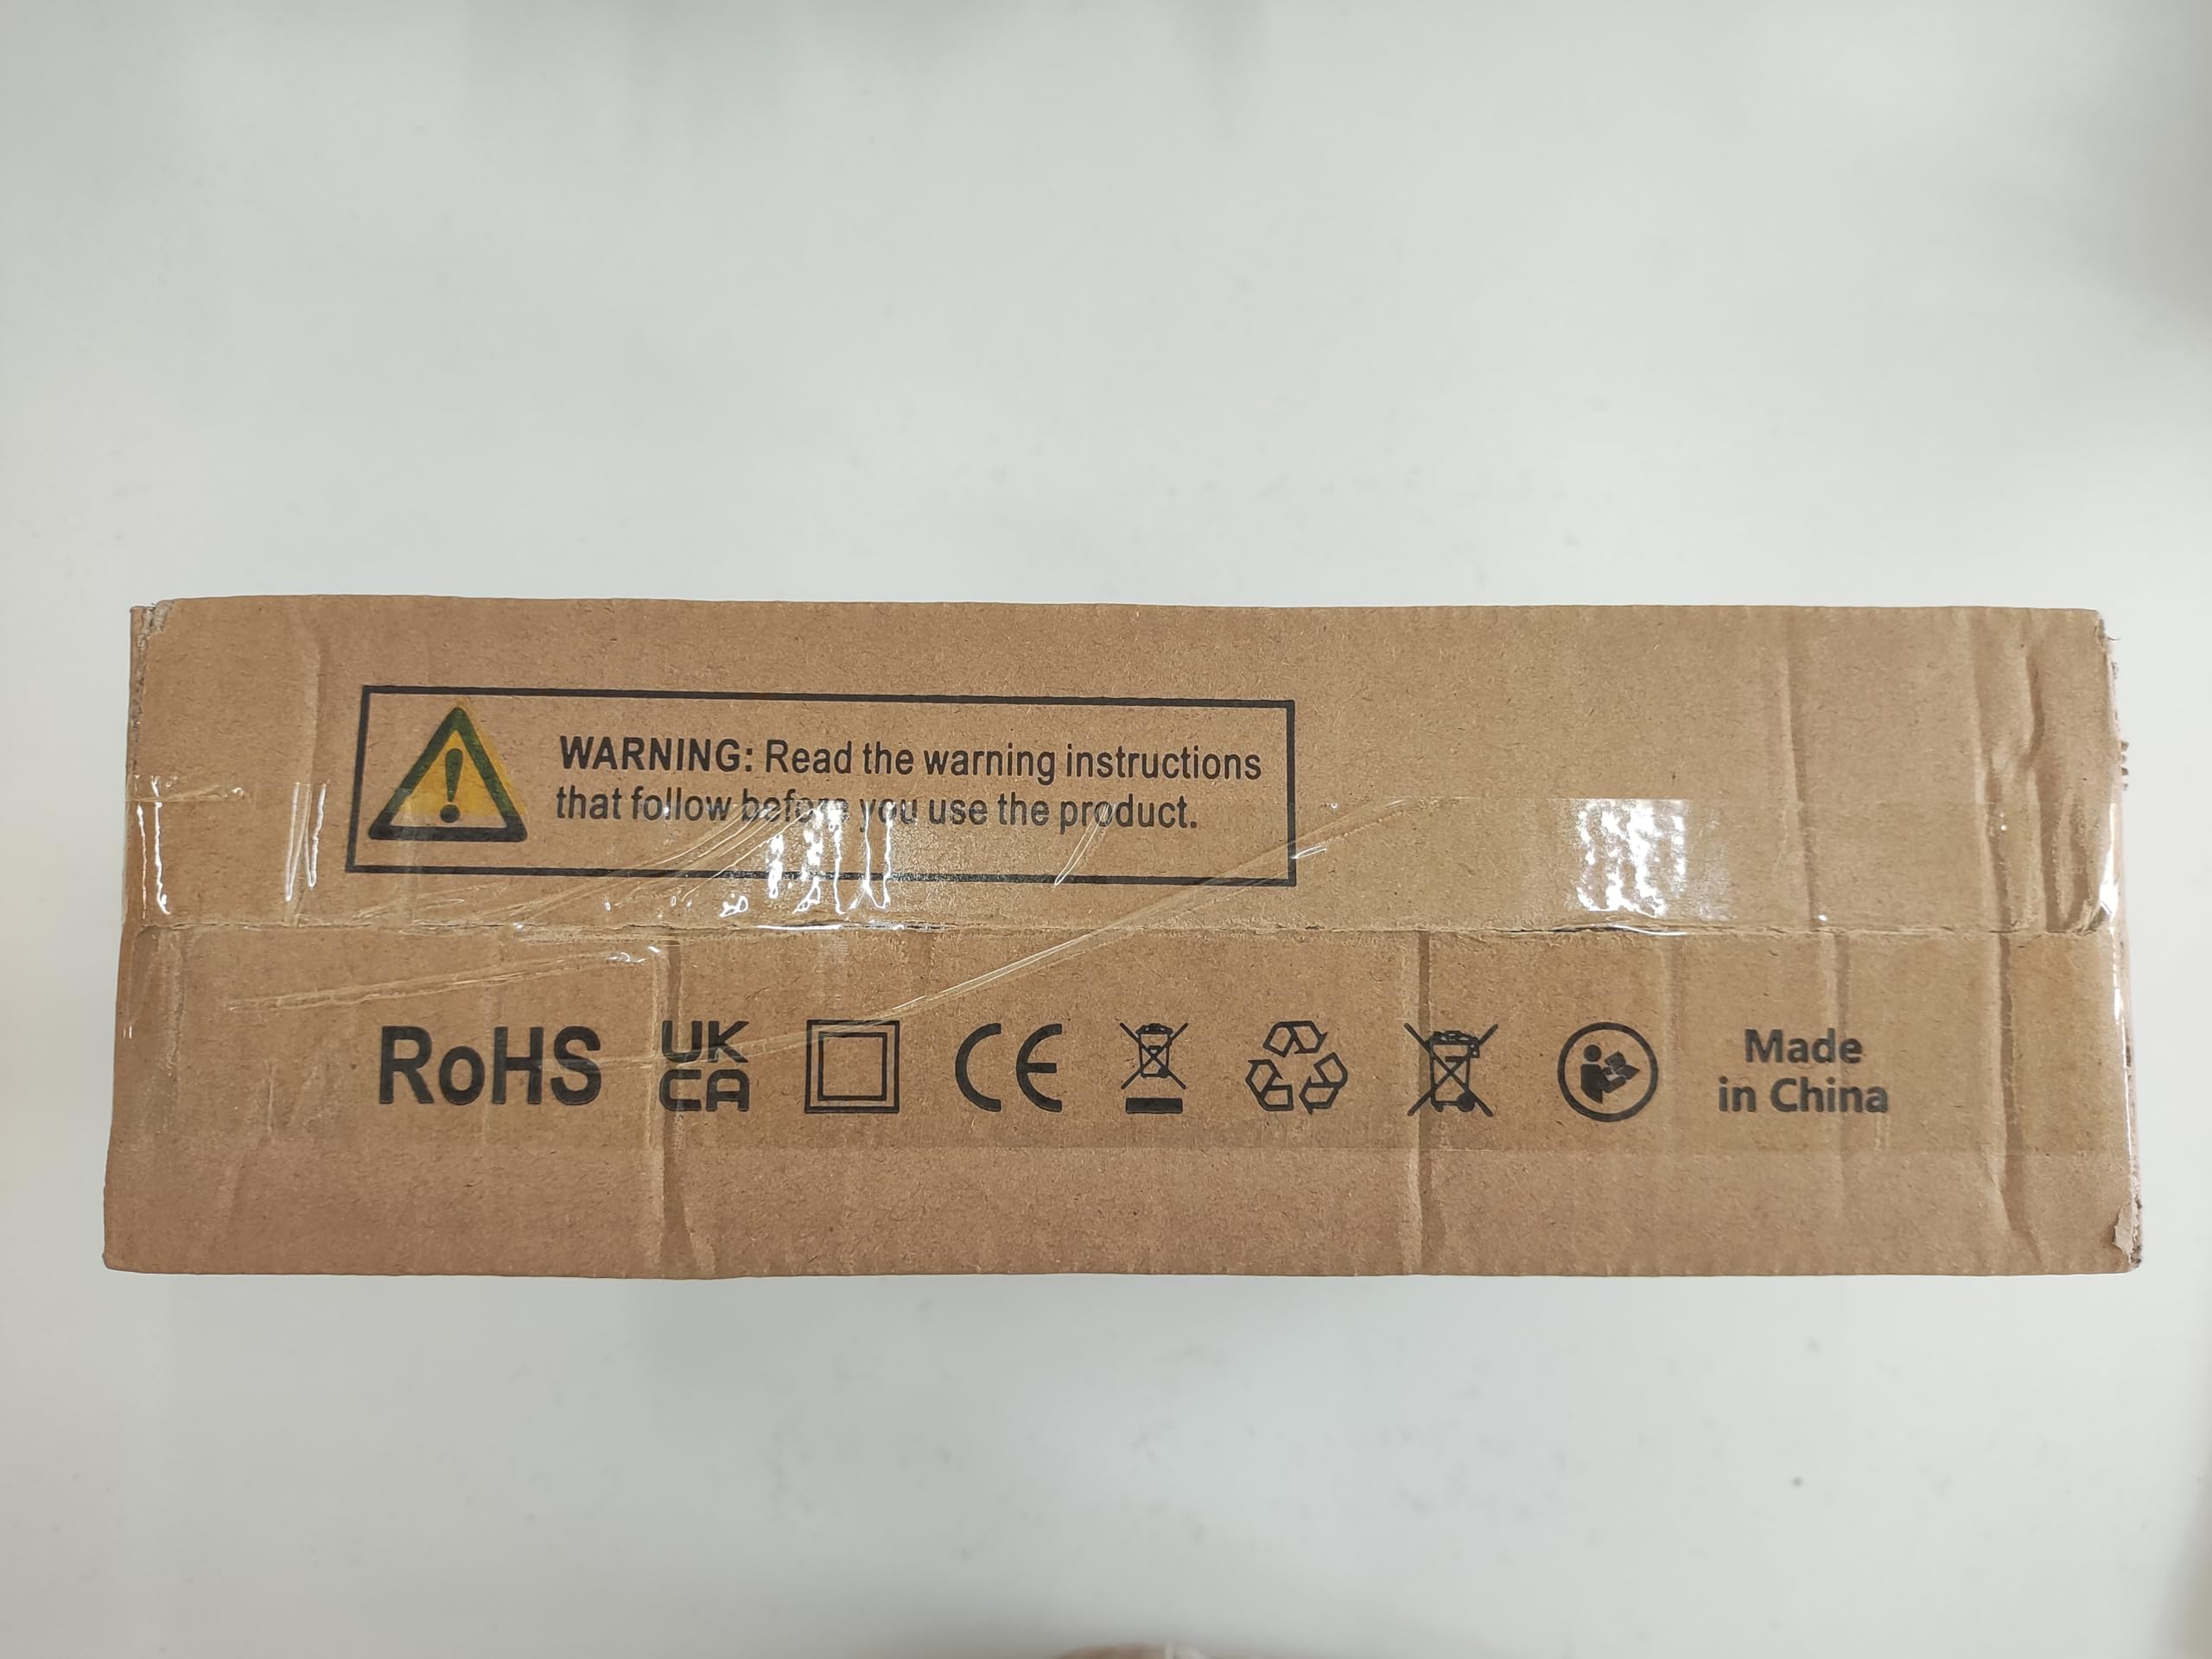 WARNING: Read the warning instructions
that follow before you use the product.
RoHS
UK
CA
CE
Made
in China